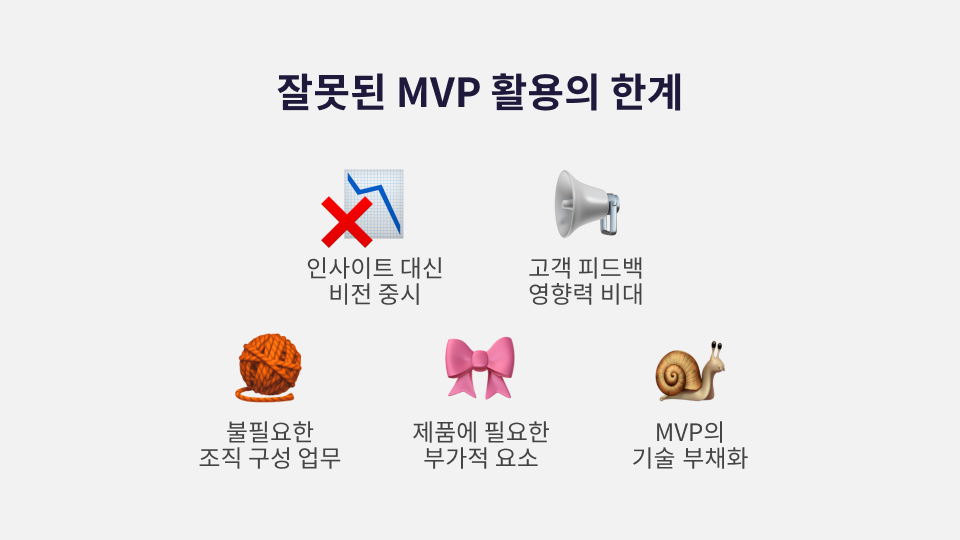 잘못된 MVP 활용의 한계
인사이트 대신
비전 중시
고객 피드백
영향력 비대
불필요한
조직 구성 업무
제품에 필요한
부가적 요소
MVP의
기술 부채화